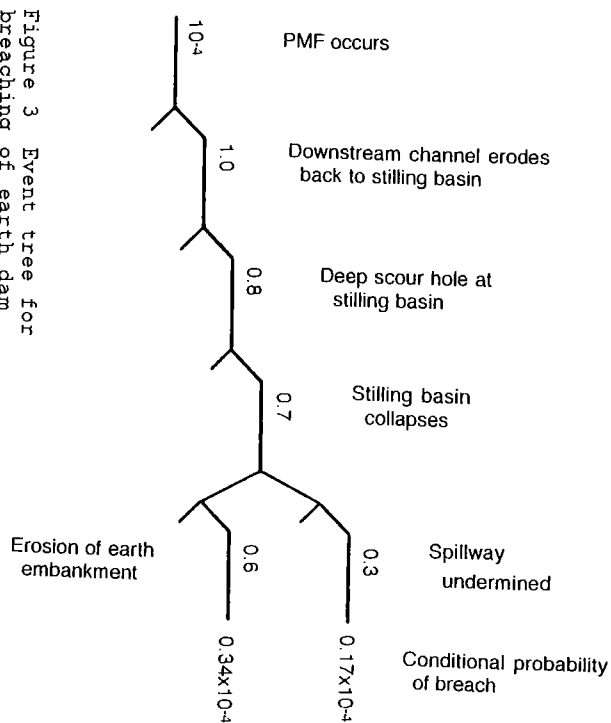 PMF occurs
10-4
Downstream channel erodes
back to stilling basin
1.0
Deep scour hole at
stilling basin
0.8
Stilling basin
collapses
0.7
Spillway
undermined
0.3
Erosion of earth
embankment
0.6
Conditional probability
of breach
0.17x10-4
0.34x10-4
Figure 3 Event tree for
breaching of earth dam